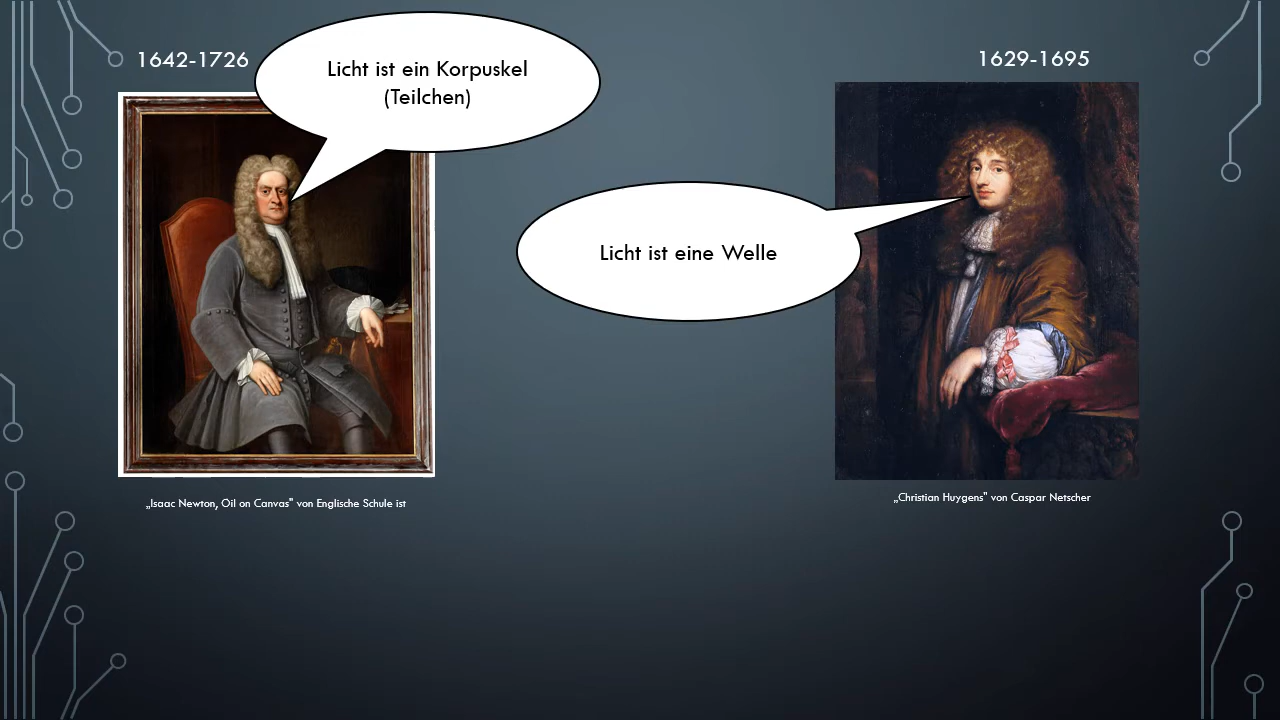 1642-1726
Licht ist ein Korpuskel
(Teilchen)
1629-1695
Licht ist eine Welle
„Isaac Newton, Oil on Canvas" von Englische Schule ist
„Christian Huygens" von Caspar Netscher